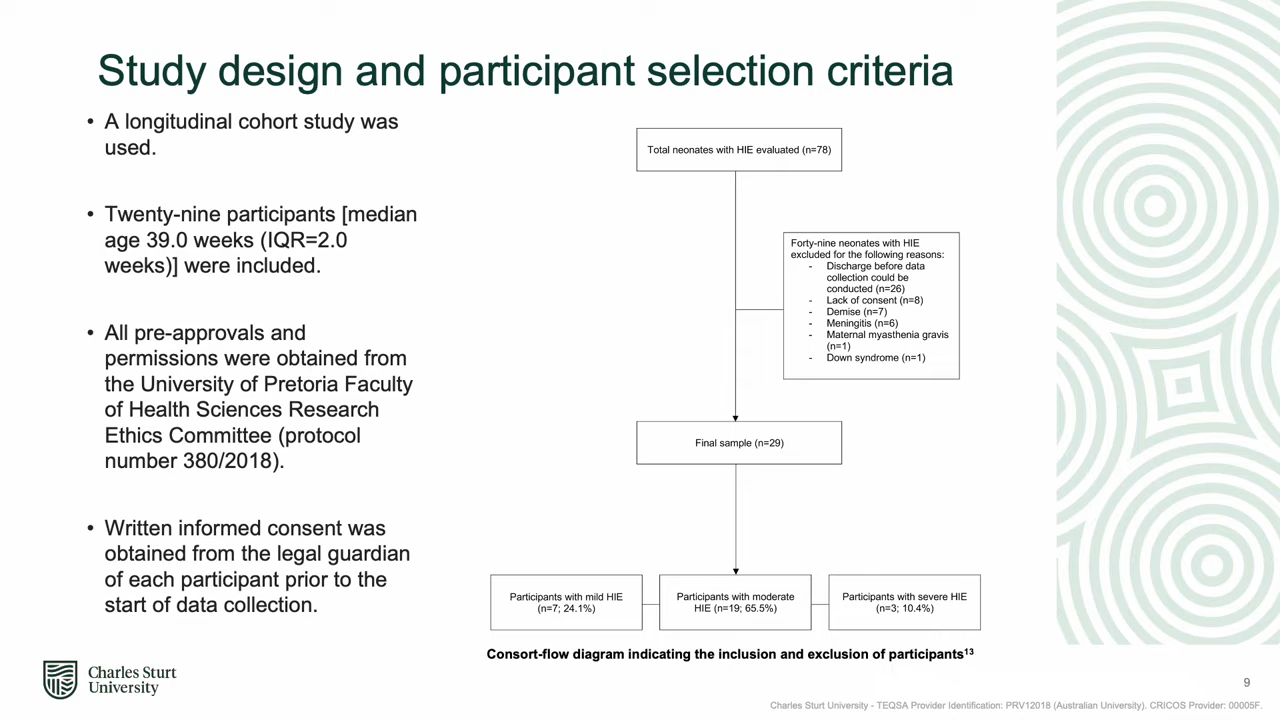 Study design and participant selection criteria
• A longitudinal cohort study was
used.
• Twenty-nine participants [median
age 39.0 weeks (IQR=2.0
weeks)] were included.
• All pre-approvals and
permissions were obtained from
the University of Pretoria Faculty
of Health Sciences Research
Ethics Committee (protocol
number 380/2018).
• Written informed consent was
obtained from the legal guardian
of each participant prior to the
start of data collection.
Total neonates with HIE evaluated (n=78)
Forty-nine neonates with HIE
excluded for the following reasons:
- Discharge before data
collection could be
conducted (n=26)
- Lack of consent (n=8)
- Demise (n=7)
- Meningitis (n=6)
- Maternal myasthenia gravis
(n=1)
- Down syndrome (n=1)
Final sample (n=29)
Participants with mild HIE
(n=7; 24.1%)
Participants with moderate
HIE (n=19; 65.5%)
Participants with severe HIE
(n=3; 10.4%)
Consort-flow diagram indicating the inclusion and exclusion of participants¹³
Charles Sturt
University
9
Charles Sturt University - TEQSA Provider Identification: PRV12018 (Australian University). CRICOS Provider: 00005F.